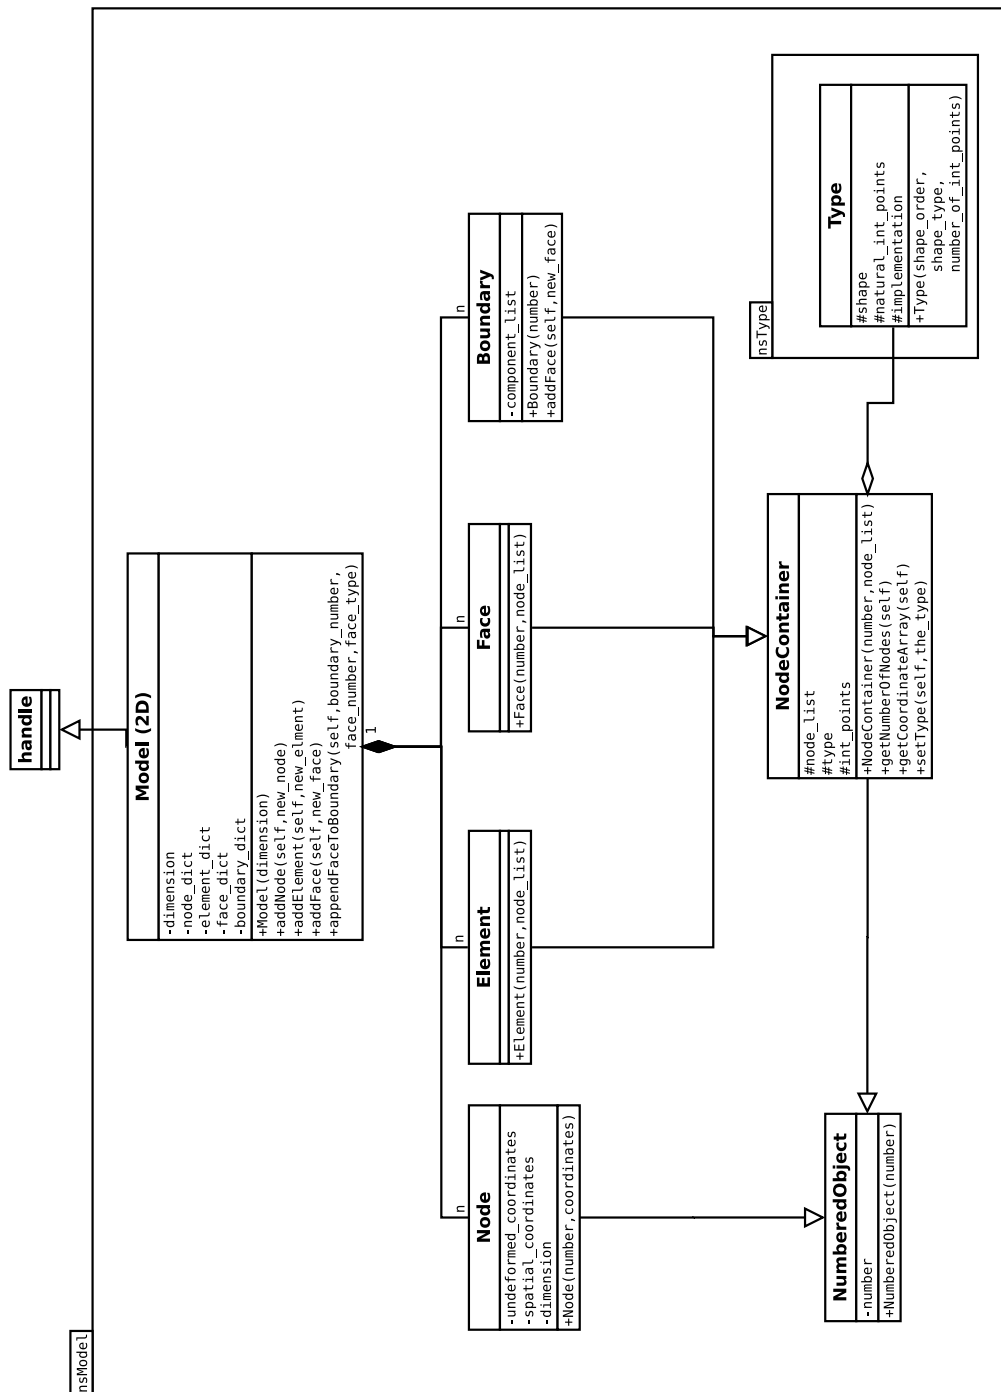 nsModel
handle
Model (2D)
-dimension
-node_dict
-element_dict
-face_dict
-boundary_dict
+Model(dimension)
+addNode(self,new_node)
+addElement(self,new_elment)
+addFace(self,new_face)
+appendFaceToBoundary(self,boundary_number,
face_number,face_type)
1
n
n
n
n
Node
-undeformed_coordinates
-spatial_coordinates
-dimension
+Node(number,coordinates)
Element
+Element(number,node_list)
Face
+Face(number,node_list)
Boundary
-component_list
+Boundary(number)
+addFace(self,new_face)
NumberedObject
-number
+NumberedObject(number)
NodeContainer
#node_list
#type
#int_points
+NodeContainer(number,node_list)
+getNumberOfNodes(self)
+getCoordinateArray(self)
+setType(self,the_type)
nsType
Type
#shape
#natural_int_points
#implementation
+Type(shape_order,
shape_type,
number_of_int_points)